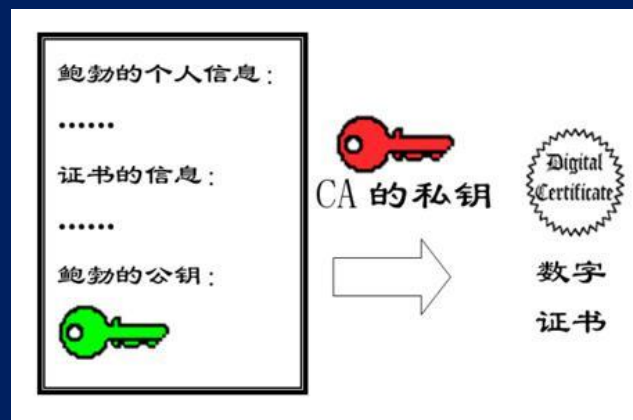 鲍勃的个人信息:
······
证书的信息:
······
鲍勃的公钥:
CA 的私钥
Digital
Certificate
数字
证书